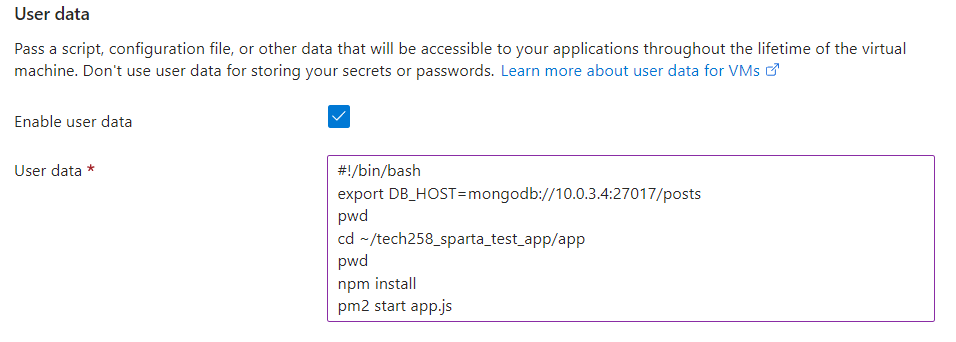 User data
Pass a script, configuration file, or other data that will be accessible to your applications throughout the lifetime of the virtual
machine. Don't use user data for storing your secrets or passwords. Learn more about user data for VMs
Enable user data
User data *
#!/bin/bash
export DB_HOST=mongodb://10.0.3.4:27017/posts
pwd
cd ~/tech258_sparta_test_app/app
pwd
npm install
pm2 start app.js